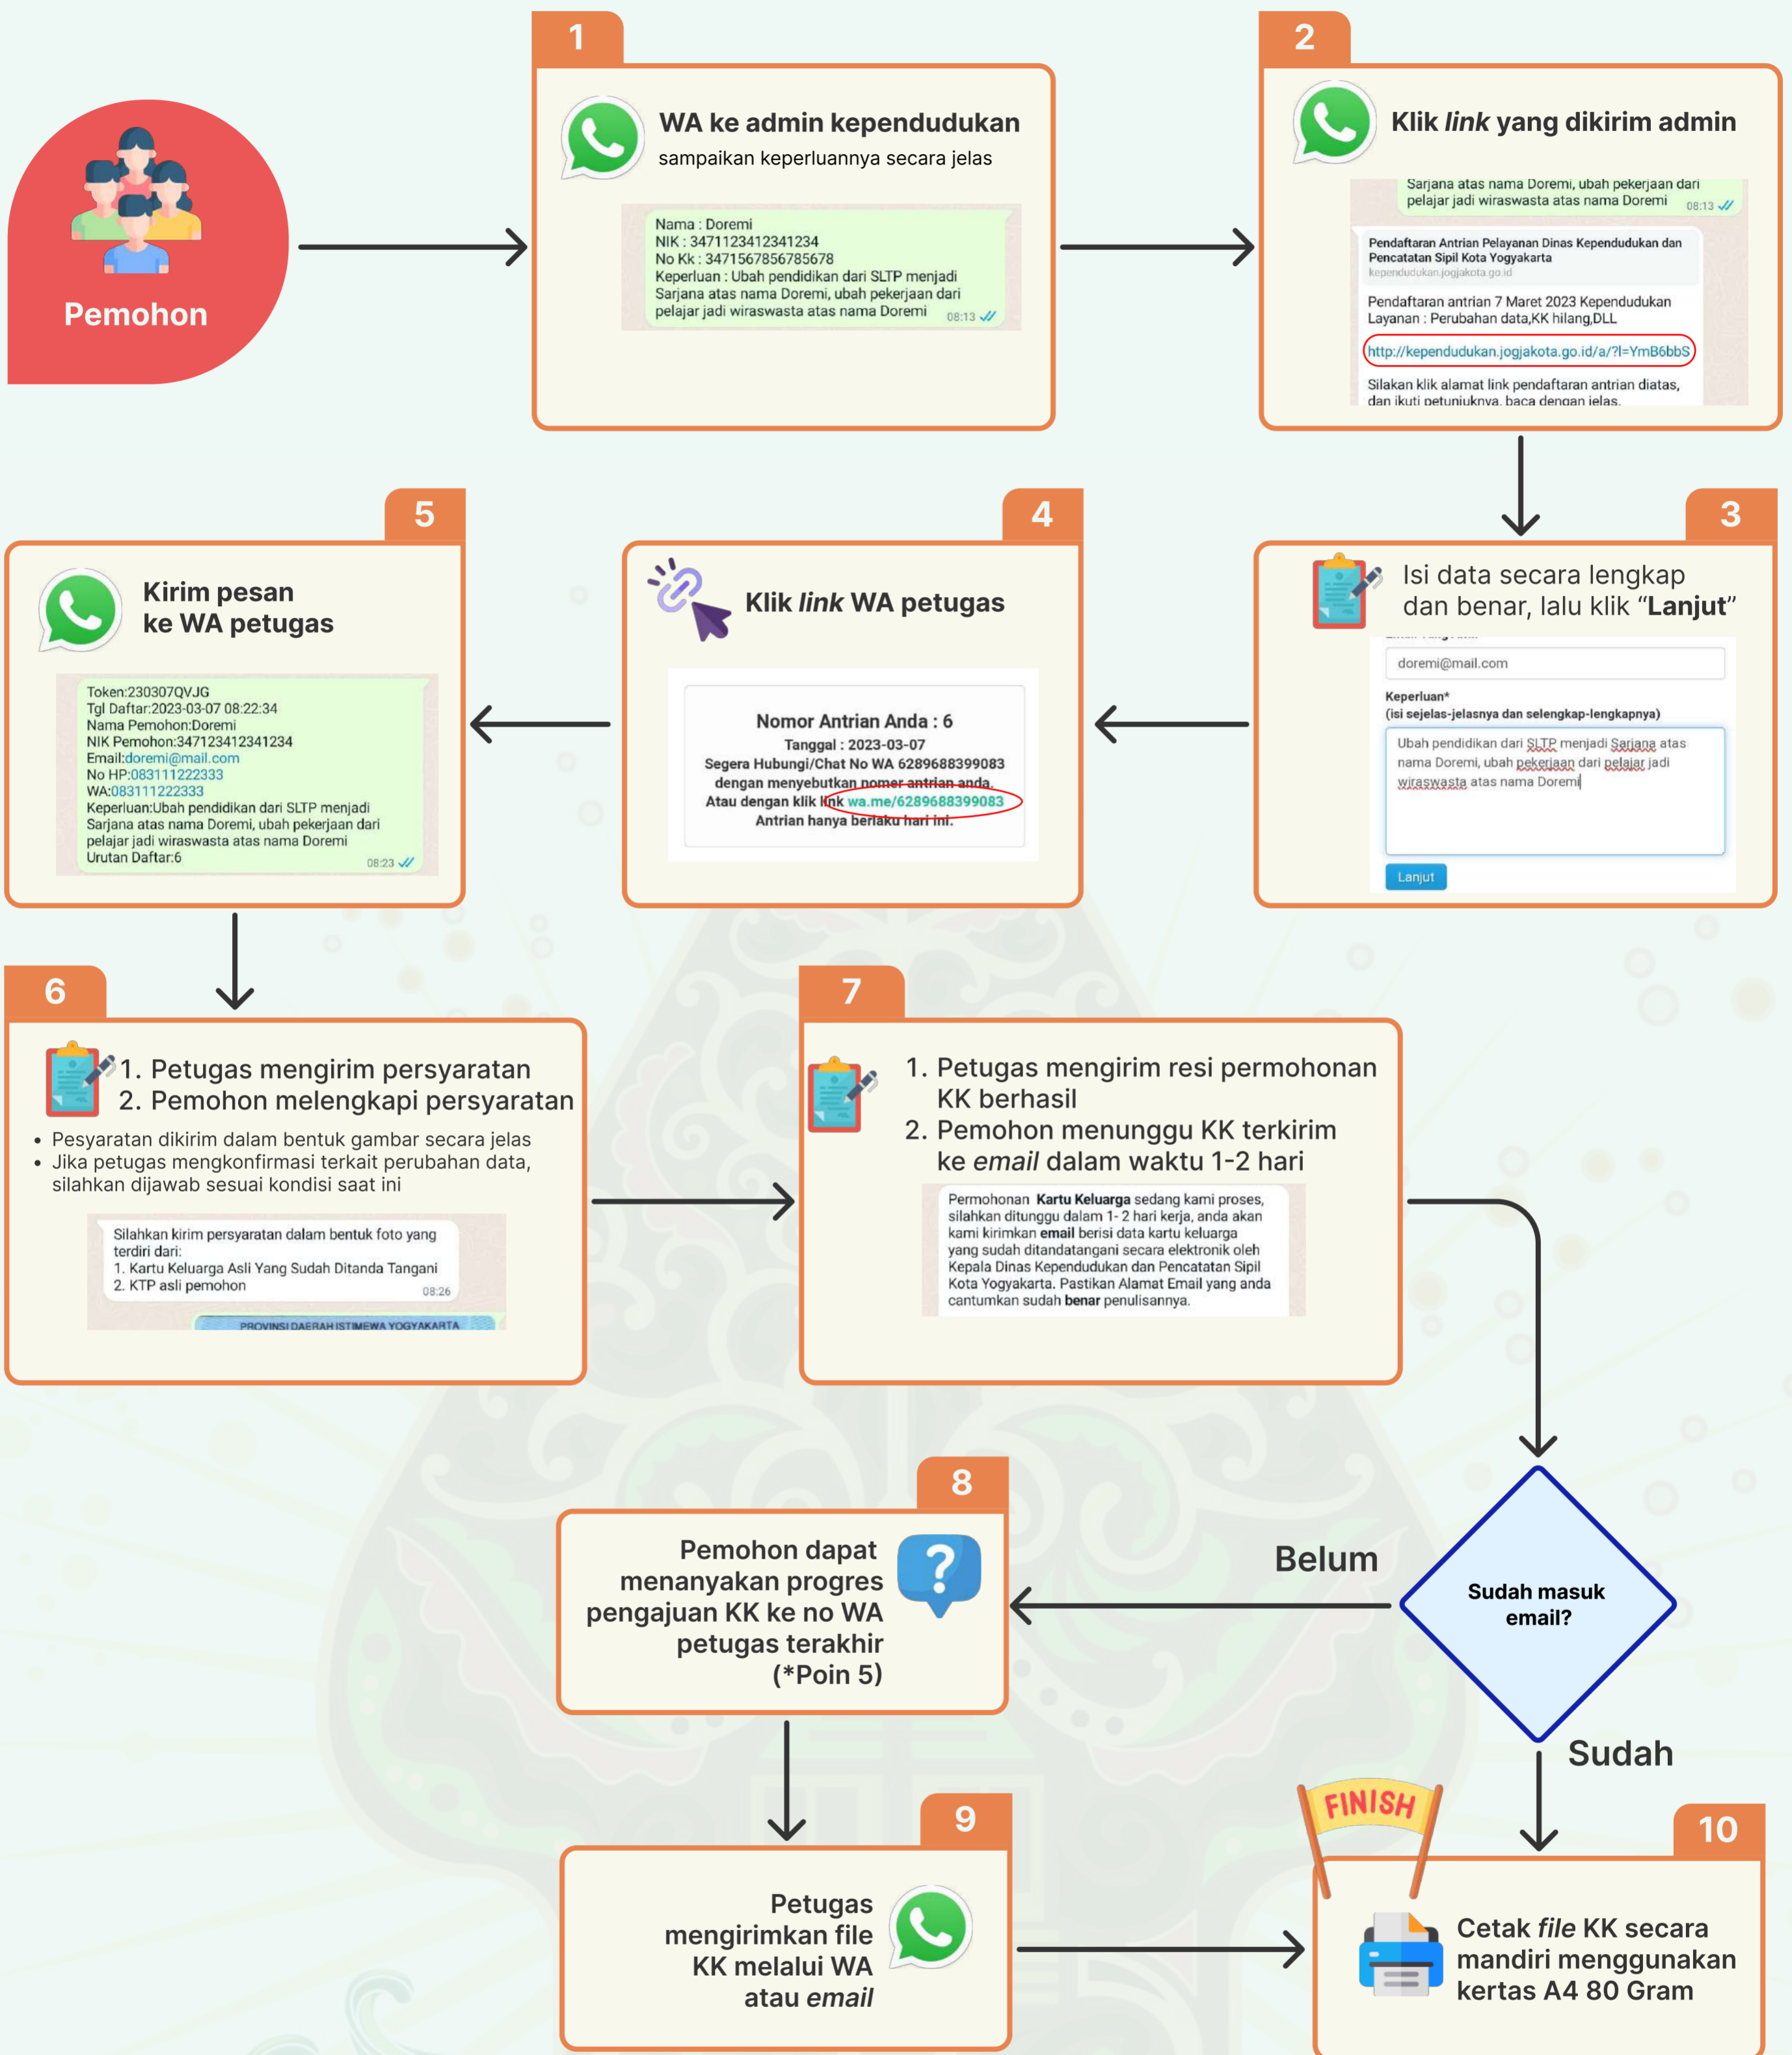 Pemohon
1
WA ke admin kependudukan
sampaikan keperluannya secara jelas
Nama : Doremi
NIK : 3471123412341234
No Kk : 3471567856785678
Keperluan : Ubah pendidikan dari SLTP menjadi
Sarjana atas nama Doremi, ubah pekerjaan dari
pelajar jadi wiraswasta atas nama Doremi
08:13
2
Klik link yang dikirim admin
Sarjana atas nama Doremi, ubah pekerjaan dari
pelajar jadi wiraswasta atas nama Doremi
08:13
Pendaftaran Antrian Pelayanan Dinas Kependudukan dan
Pencatatan Sipil Kota Yogyakarta
kependudukan.jogjakota.go.id
Pendaftaran antrian 7 Maret 2023 Kependudukan
Layanan : Perubahan data,KK hilang,DLL
http://kependudukan.jogjakota.go.id/a/?l=YmB6bbS
Silakan klik alamat link pendaftaran antrian diatas,
dan ikuti petunjuknya, baca dengan jelas.
3
Isi data secara lengkap
dan benar, lalu klik “Lanjut”
doremi@mail.com
Keperluan*
(isi sejelas-jelasnya dan selengkap-lengkapnya)
Ubah pendidikan dari SLTP menjadi Sarjana atas
nama Doremi, ubah pekerjaan dari pelajar jadi
wiraswasta atas nama Doremi
Lanjut
4
Klik link WA petugas
Nomor Antrian Anda : 6
Tanggal : 2023-03-07
Segera Hubungi/Chat No WA 6289688399083
dengan menyebutkan nomer antrian anda.
Atau dengan klik link wa.me/6289688399083
Antrian hanya berlaku hari ini.
5
Kirim pesan
ke WA petugas
Token:230307QVJG
Tgl Daftar:2023-03-07 08:22:34
Nama Pemohon:Doremi
NIK Pemohon:347123412341234
Email:doremi@mail.com
No HP:083111222333
WA:083111222333
Keperluan:Ubah pendidikan dari SLTP menjadi
Sarjana atas nama Doremi, ubah pekerjaan dari
pelajar jadi wiraswasta atas nama Doremi
Urutan Daftar:6
08:23
6
1. Petugas mengirim persyaratan
2. Pemohon melengkapi persyaratan
• Pesyaratan dikirim dalam bentuk gambar secara jelas
• Jika petugas mengkonfirmasi terkait perubahan data,
silahkan dijawab sesuai kondisi saat ini
Silahkan kirim persyaratan dalam bentuk foto yang
terdiri dari:
1. Kartu Keluarga Asli Yang Sudah Ditanda Tangani
2. KTP asli pemohon
08:26
PROVINSI DAERAH ISTIMEWA YOGYAKARTA
7
1. Petugas mengirim resi permohonan
KK berhasil
2. Pemohon menunggu KK terkirim
ke email dalam waktu 1-2 hari
Permohonan Kartu Keluarga sedang kami proses,
silahkan ditunggu dalam 1- 2 hari kerja, anda akan
kami kirimkan email berisi data kartu keluarga
yang sudah ditandatangani secara elektronik oleh
Kepala Dinas Kependudukan dan Pencatatan Sipil
Kota Yogyakarta. Pastikan Alamat Email yang anda
cantumkan sudah benar penulisannya.
Sudah masuk
email?
Belum
Sudah
8
Pemohon dapat
menanyakan progres
pengajuan KK ke no WA
petugas terakhir
(*Poin 5)
?
9
Petugas
mengirimkan file
KK melalui WA
atau email
FINISH
10
Cetak file KK secara
mandiri menggunakan
kertas A4 80 Gram